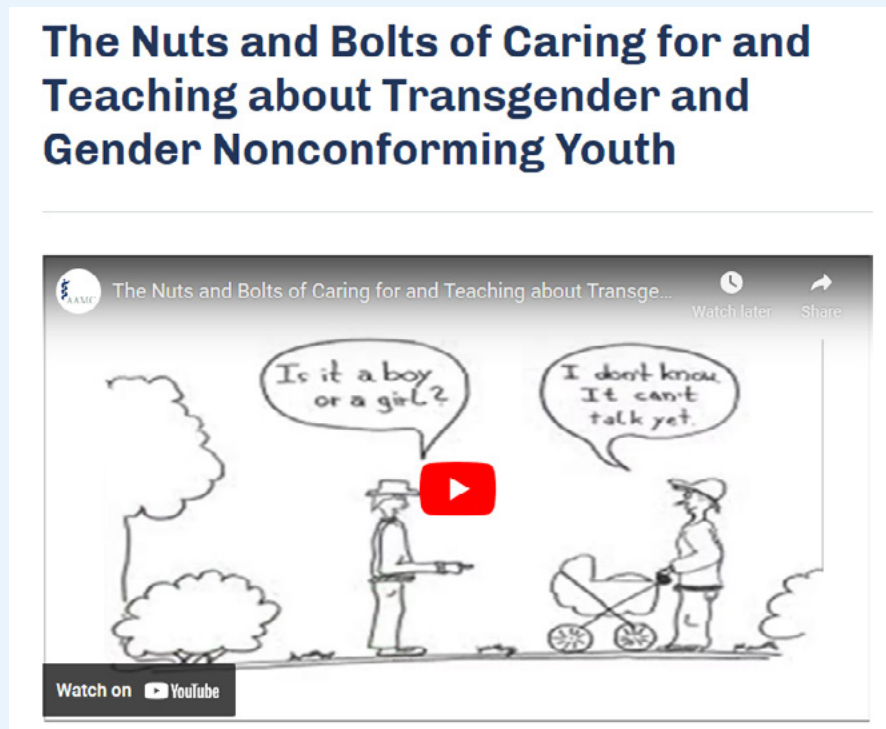 The Nuts and Bolts of Caring for and
Teaching about Transgender and
Gender Nonconforming Youth
AAMC
The Nuts and Bolts of Caring for and Teaching about Transge...
Watch later
Share
Is it a boy
or a girl?
I don't know
It can't
talk yet.
Watch on YouTube